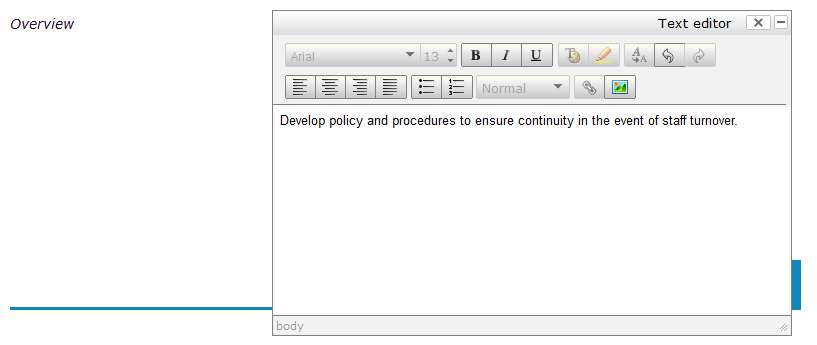 Overview
Text editor
Arial 13 B I U
Normal
Develop policy and procedures to ensure continuity in the event of staff turnover.
body